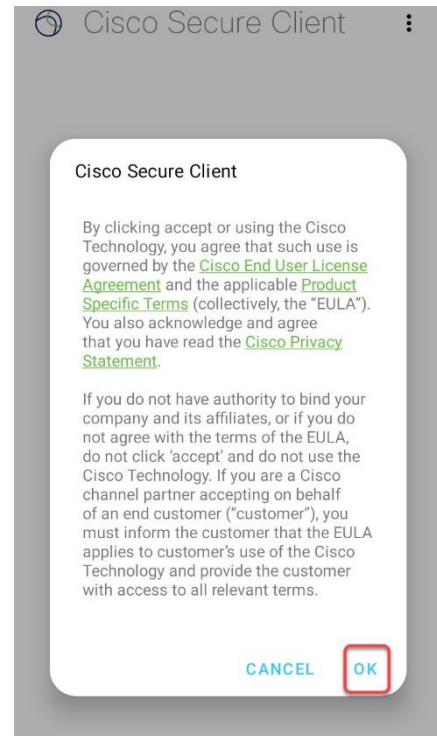 Cisco Secure Client
Cisco Secure Client
By clicking accept or using the Cisco
Technology, you agree that such use is
governed by the Cisco End User License
Agreement and the applicable Product
Specific Terms (collectively, the “EULA”).
You also acknowledge and agree
that you have read the Cisco Privacy
Statement.
If you do not have authority to bind your
company and its affiliates, or if you do
not agree with the terms of the EULA,
do not click ‘accept’ and do not use the
Cisco Technology. If you are a Cisco
channel partner accepting on behalf
of an end customer (“customer”), you
must inform the customer that the EULA
applies to customer’s use of the Cisco
Technology and provide the customer
with access to all relevant terms.
CANCEL OK